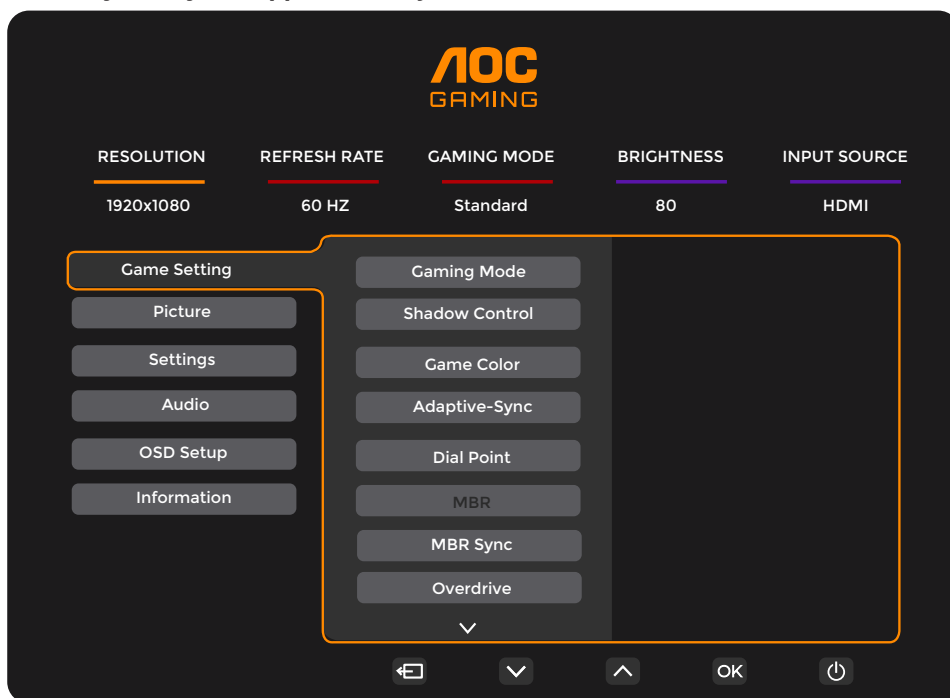 AOC
GAMING
RESOLUTION REFRESH RATE GAMING MODE BRIGHTNESS INPUT SOURCE
1920x1080 60 HZ Standard 80 HDMI
Game Setting
Picture
Settings
Audio
OSD Setup
Information
Gaming Mode
Shadow Control
Game Color
Adaptive-Sync
Dial Point
MBR
MBR Sync
Overdrive
OK